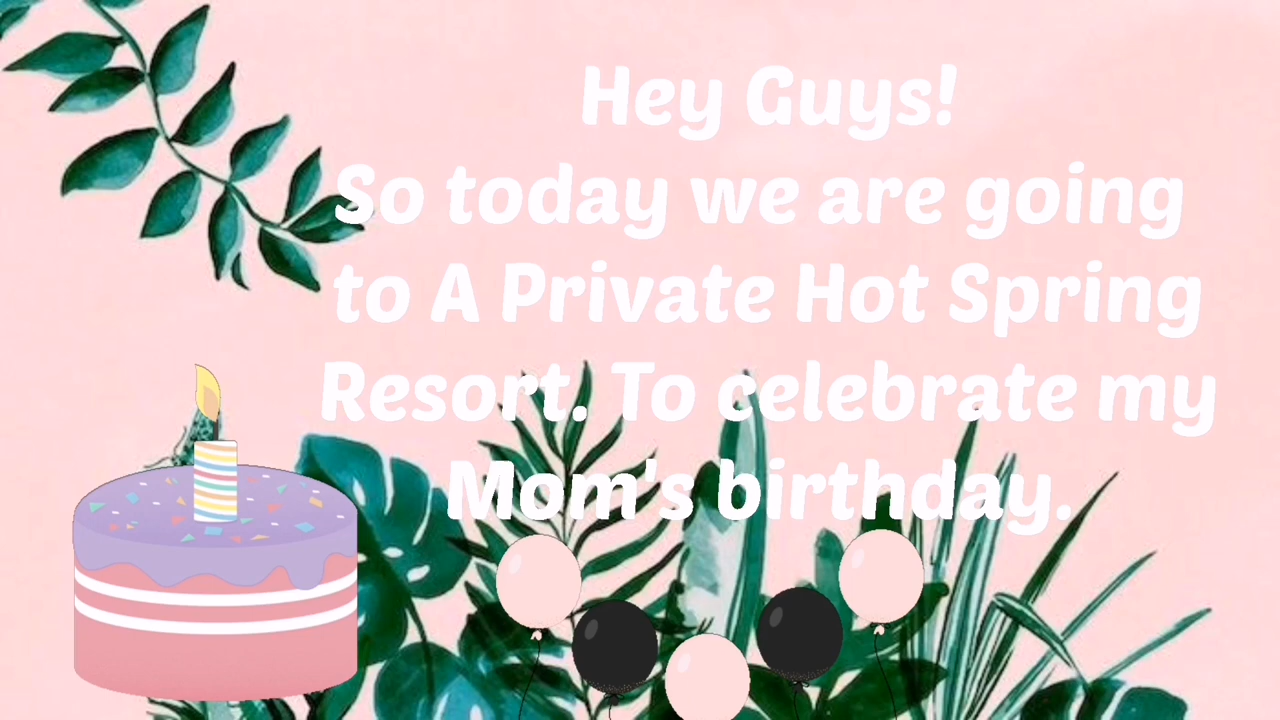 Hey Guys!
So today we are going
to A Private Hot Spring
Resort. To celebrate my
Mom's birthday.